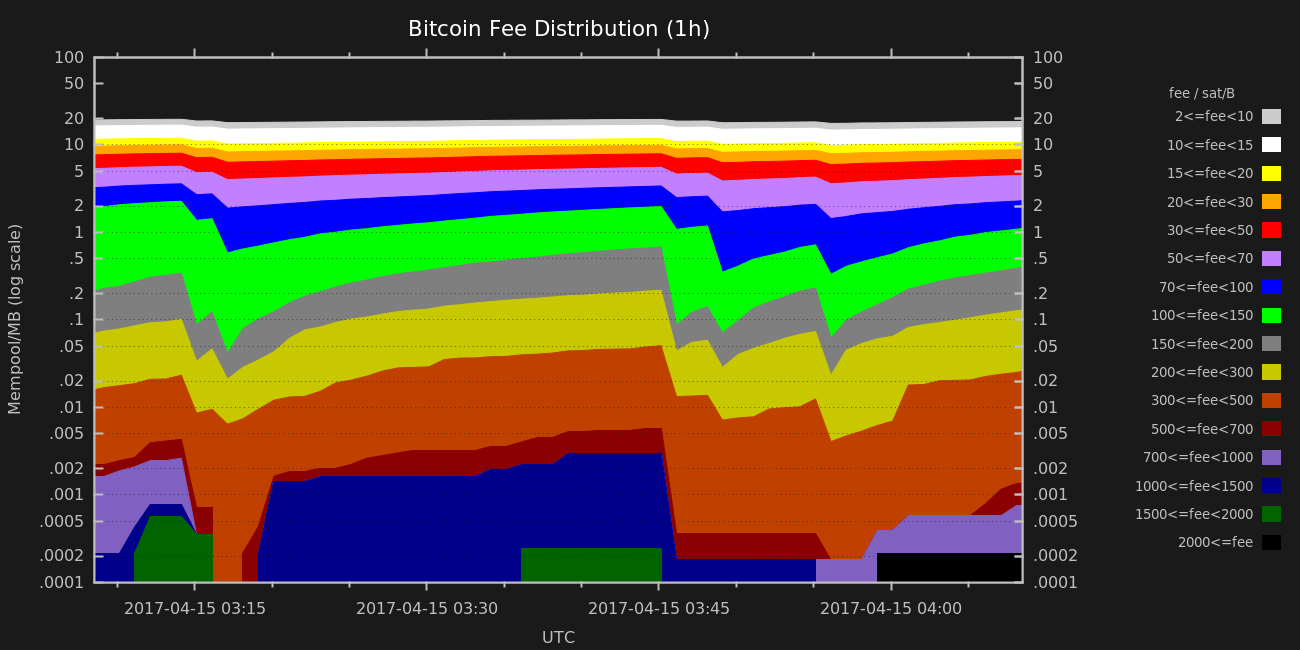 Bitcoin Fee Distribution (1h)
100 100
50 50
20 20
10 10
5 5
2 2
1 1
.5 .5
.2 .2
.1 .1
.05 .05
.02 .02
.01 .01
.005 .005
.002 .002
.001 .001
.0005 .0005
.0002 .0002
.0001 .0001
Mempool/MB (log scale)
2017-04-15 03:15 2017-04-15 03:30 2017-04-15 03:45 2017-04-15 04:00
UTC
fee / sat/B
2<=fee<10
10<=fee<15
15<=fee<20
20<=fee<30
30<=fee<50
50<=fee<70
70<=fee<100
100<=fee<150
150<=fee<200
200<=fee<300
300<=fee<500
500<=fee<700
700<=fee<1000
1000<=fee<1500
1500<=fee<2000
2000<=fee